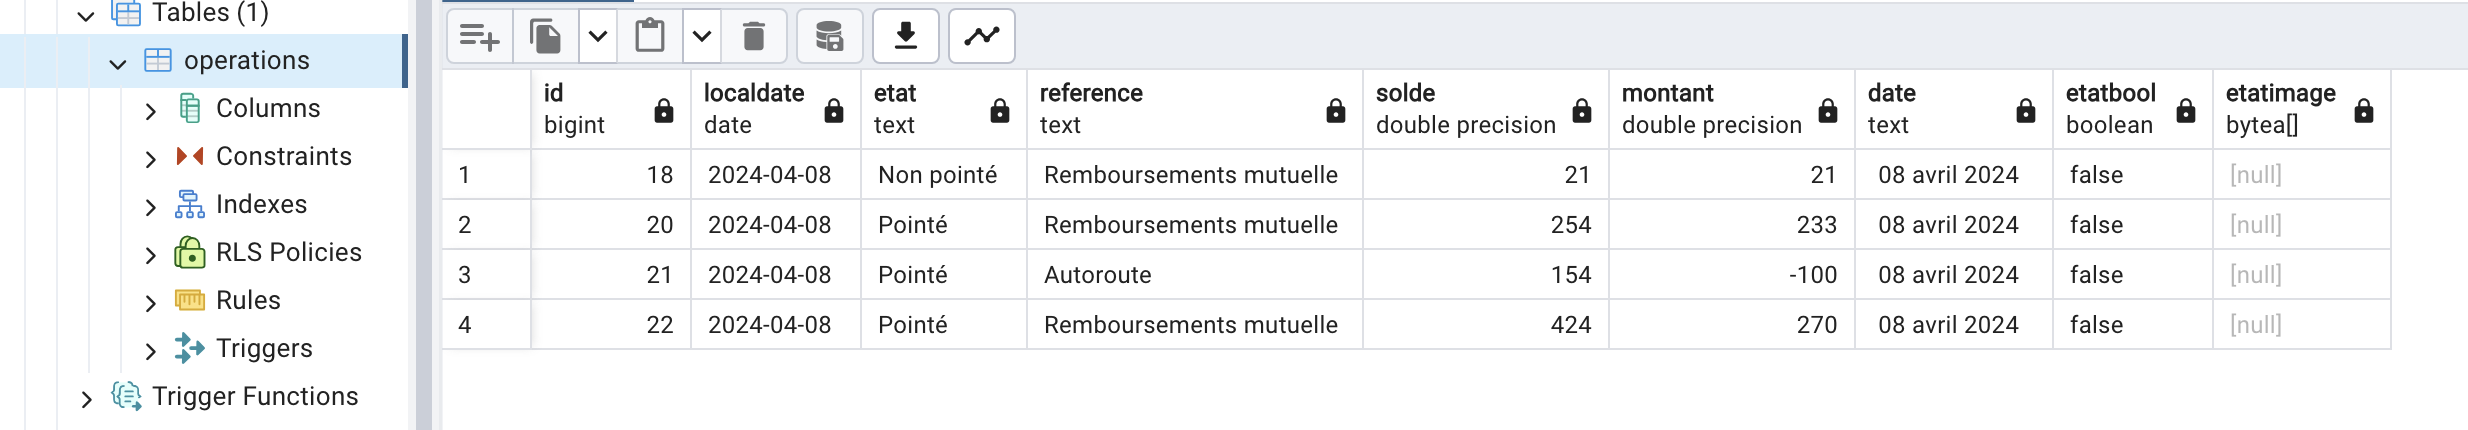 Tables (1)
operations
Columns
Constraints
Indexes
RLS Policies
Rules
Triggers
Trigger Functions
id localdate etat reference solde montant date etatbool etatimage
bigint date text text double precision double precision text boolean bytea[]
1 18 2024-04-08 Non pointé Remboursements mutuelle 21 21 08 avril 2024 false [null]
2 20 2024-04-08 Pointé Remboursements mutuelle 254 233 08 avril 2024 false [null]
3 21 2024-04-08 Pointé Autoroute 154 -100 08 avril 2024 false [null]
4 22 2024-04-08 Pointé Remboursements mutuelle 424 270 08 avril 2024 false [null]